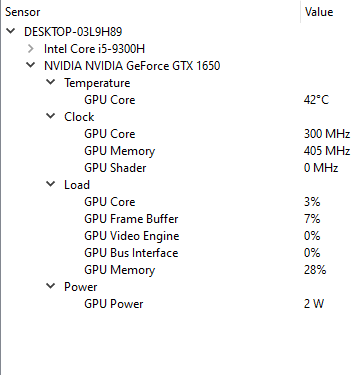 Sensor Value
DESKTOP-03L9H89
Intel Core i5-9300H
NVIDIA NVIDIA GeForce GTX 1650
Temperature
GPU Core 42°C
Clock
GPU Core 300 MHz
GPU Memory 405 MHz
GPU Shader 0 MHz
Load
GPU Core 3%
GPU Frame Buffer 7%
GPU Video Engine 0%
GPU Bus Interface 0%
GPU Memory 28%
Power
GPU Power 2 W